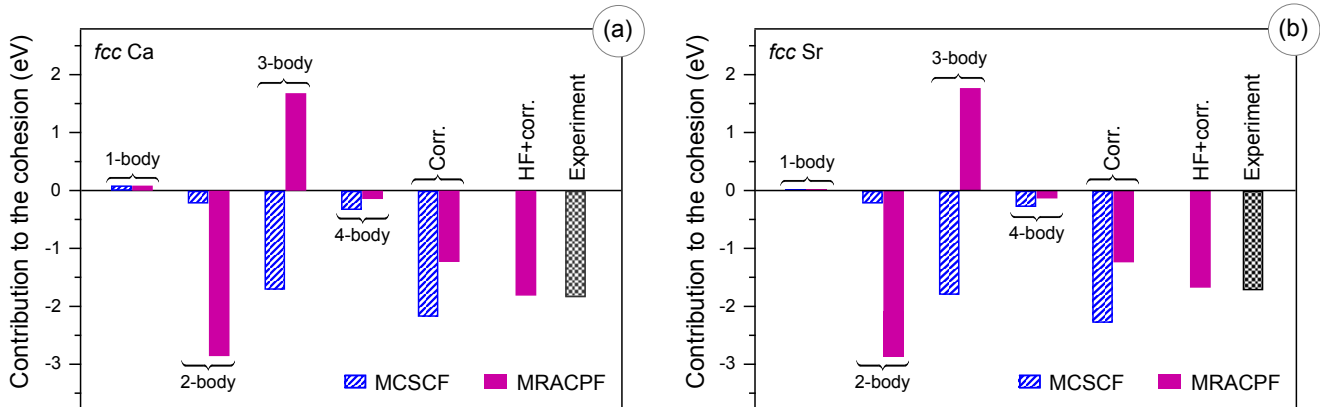 (a)
fcc Ca
Contribution to the cohesion (eV)
2
1
0
-1
-2
-3
1-body
2-body
3-body
4-body
Corr.
HF+corr.
Experiment
MCSCF
MRACPF
(b)
fcc Sr
Contribution to the cohesion (eV)
2
1
0
-1
-2
-3
1-body
2-body
3-body
4-body
Corr.
HF+corr.
Experiment
MCSCF
MRACPF